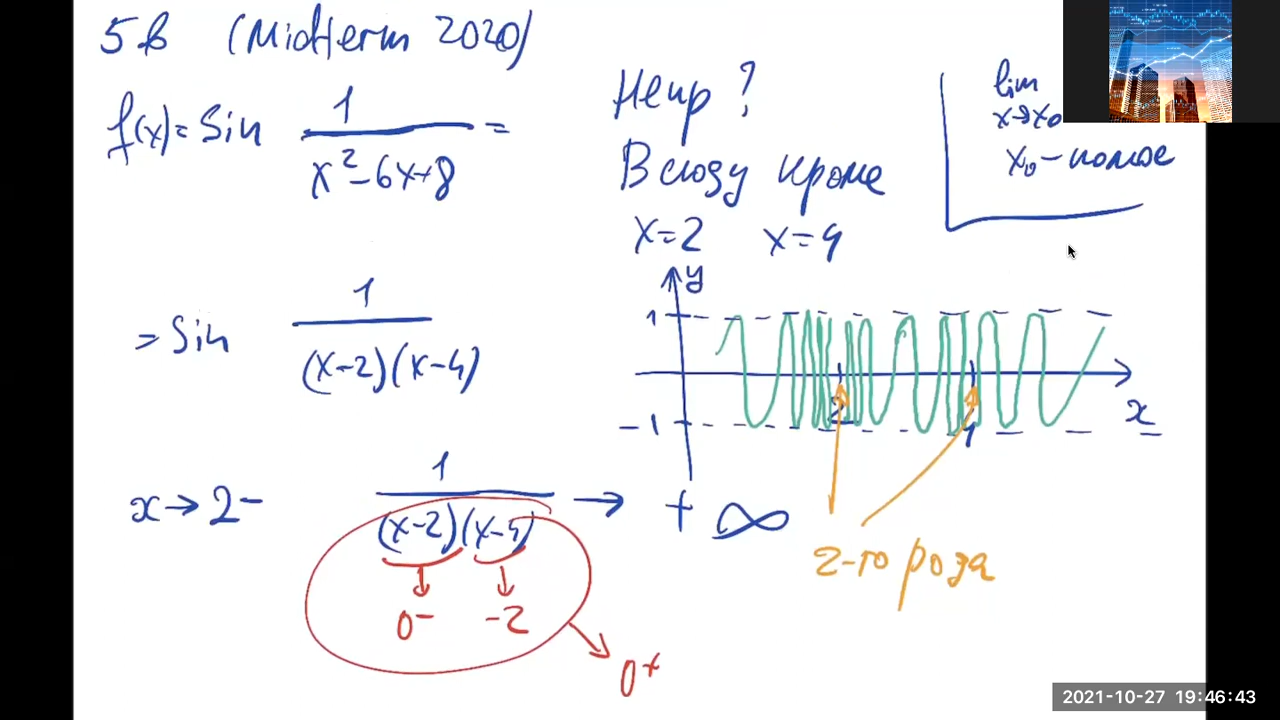 5в (Midterm 2020)
f(x) = Sin 1/(x²-6x+8) =
= Sin 1/((x-2)(x-4))
x→2- 1/((x-2)(x-4)) → +∞
0- -2
0+
Непр?
Всюду кроме
x=2 x=4
lim
x→x₀
x₀-полюс
y
1
2
4
x
-1
2-го рода
2021-10-27 19:46:43